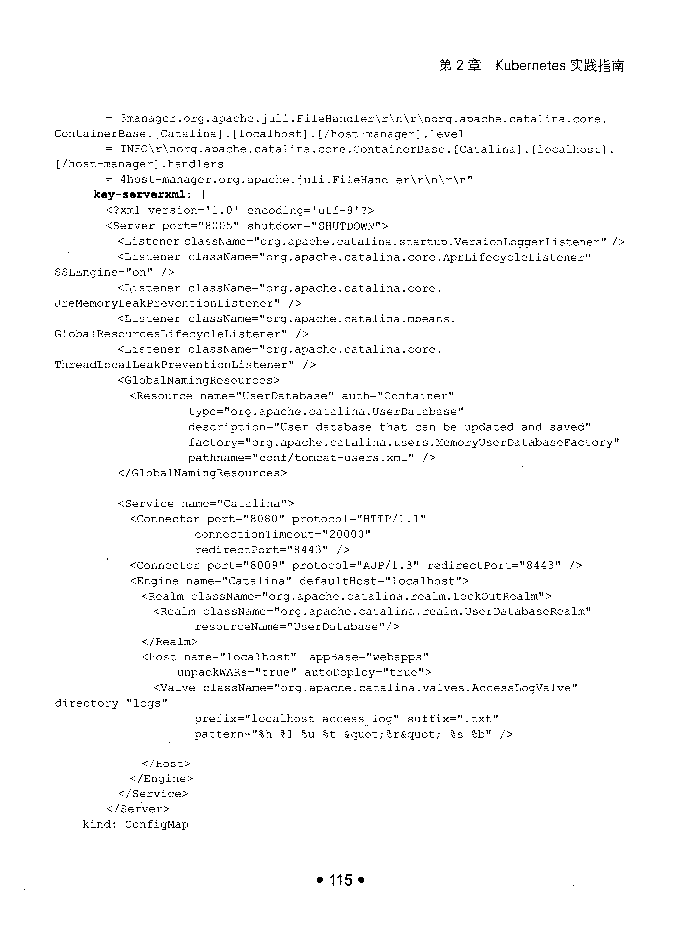 第 2 章 Kubernetes 实践指南
= 3manager.org.apache.juli.FileHandler\r\n\r\norg.apache.catalina.core.
ContainerBase.[Catalina].[localhost].[/host-manager].level
= INFO\r\norg.apache.catalina.core.ContainerBase.[Catalina].[localhost].
[/host-manager].handlers
= 4host-manager.org.apache.juli.FileHandler\r\n\r\n"
key-serverxml: |
<?xml version='1.0' encoding='utf-8'?>
<Server port="8005" shutdown="SHUTDOWN">
<Listener className="org.apache.catalina.startup.VersionLoggerListener" />
<Listener className="org.apache.catalina.core.AprLifecycleListener"
SSLEngine="on" />
<Listener className="org.apache.catalina.core.
JreMemoryLeakPreventionListener" />
<Listener className="org.apache.catalina.mbeans.
GlobalResourcesLifecycleListener" />
<Listener className="org.apache.catalina.core.
ThreadLocalLeakPreventionListener" />
<GlobalNamingResources>
<Resource name="UserDatabase" auth="Container"
type="org.apache.catalina.UserDatabase"
description="User database that can be updated and saved"
factory="org.apache.catalina.users.MemoryUserDatabaseFactory"
pathname="conf/tomcat-users.xml" />
</GlobalNamingResources>
<Service name="Catalina">
<Connector port="8080" protocol="HTTP/1.1"
connectionTimeout="20000"
redirectPort="8443" />
<Connector port="8009" protocol="AJP/1.3" redirectPort="8443" />
<Engine name="Catalina" defaultHost="localhost">
<Realm className="org.apache.catalina.realm.LockOutRealm">
<Realm className="org.apache.catalina.realm.UserDatabaseRealm"
resourceName="UserDatabase"/>
</Realm>
<Host name="localhost" appBase="webapps"
unpackWARs="true" autoDeploy="true">
<Valve className="org.apache.catalina.valves.AccessLogValve"
directory="logs"
prefix="localhost_access_log" suffix=".txt"
pattern="%h %l %u %t &quot;%r&quot; %s %b" />
</Host>
</Engine>
</Service>
</Server>
kind: ConfigMap
• 115 •